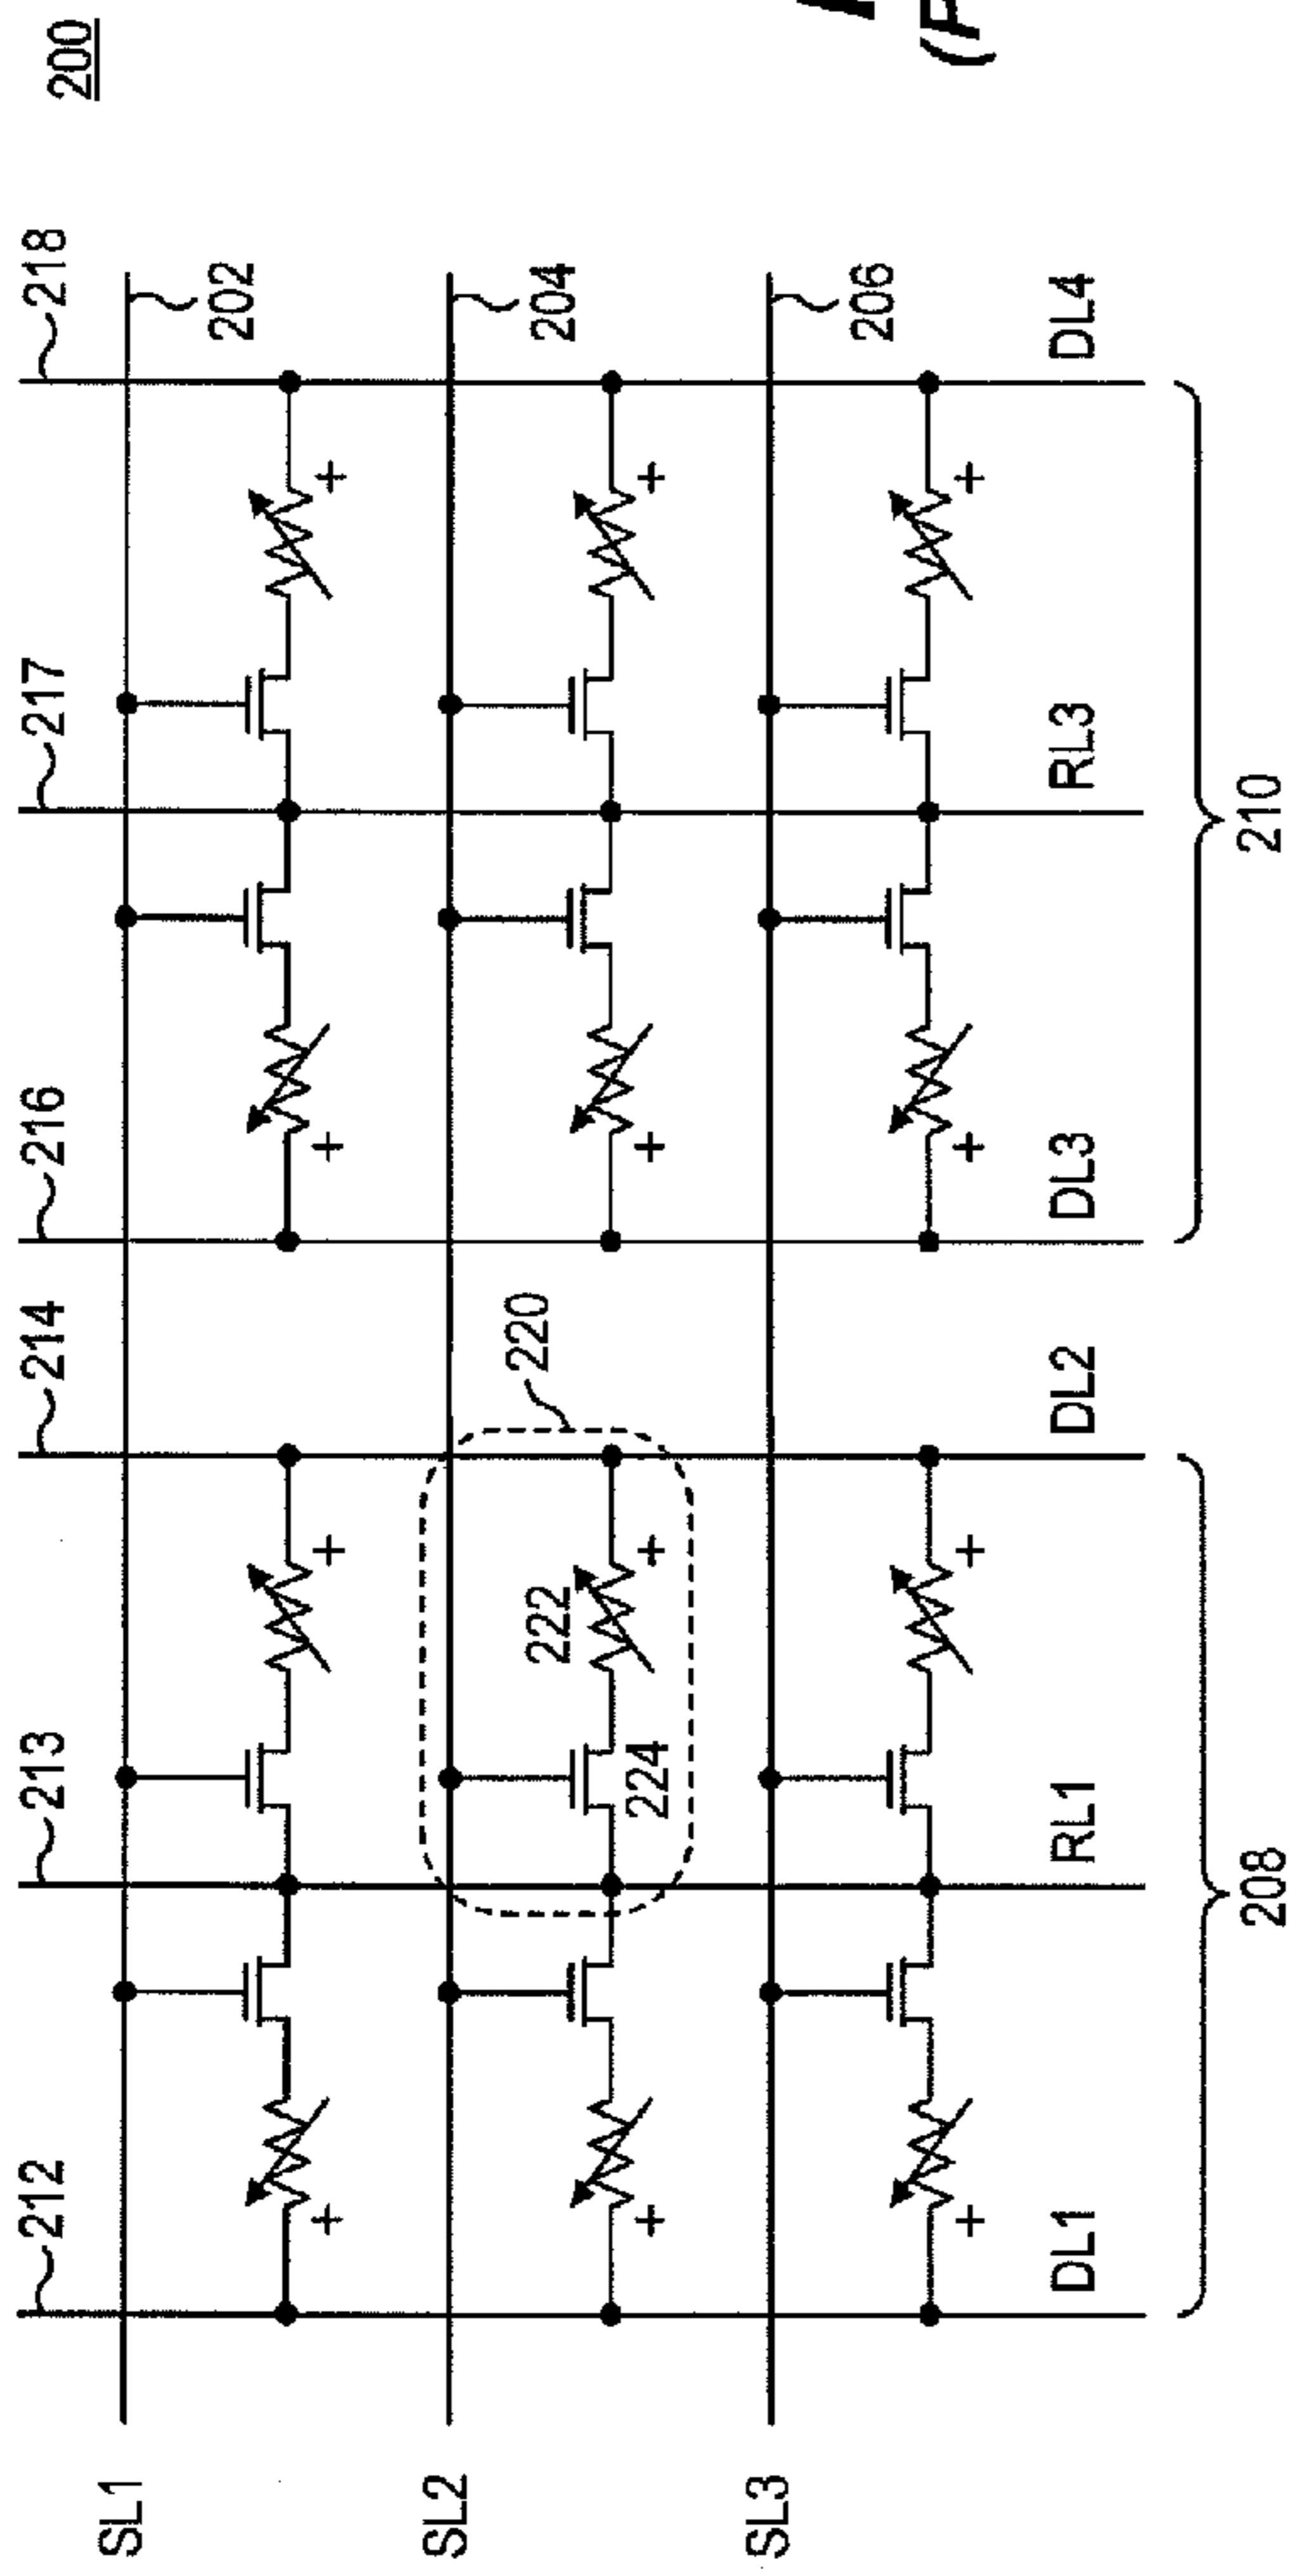 200
212 213 214 216 217 218
SL1
202
+ + + +
SL2
220
222
204
224
+ + + +
SL3
206
+ + + +
DL1 RL1 DL2 DL3 RL3 DL4
208 210